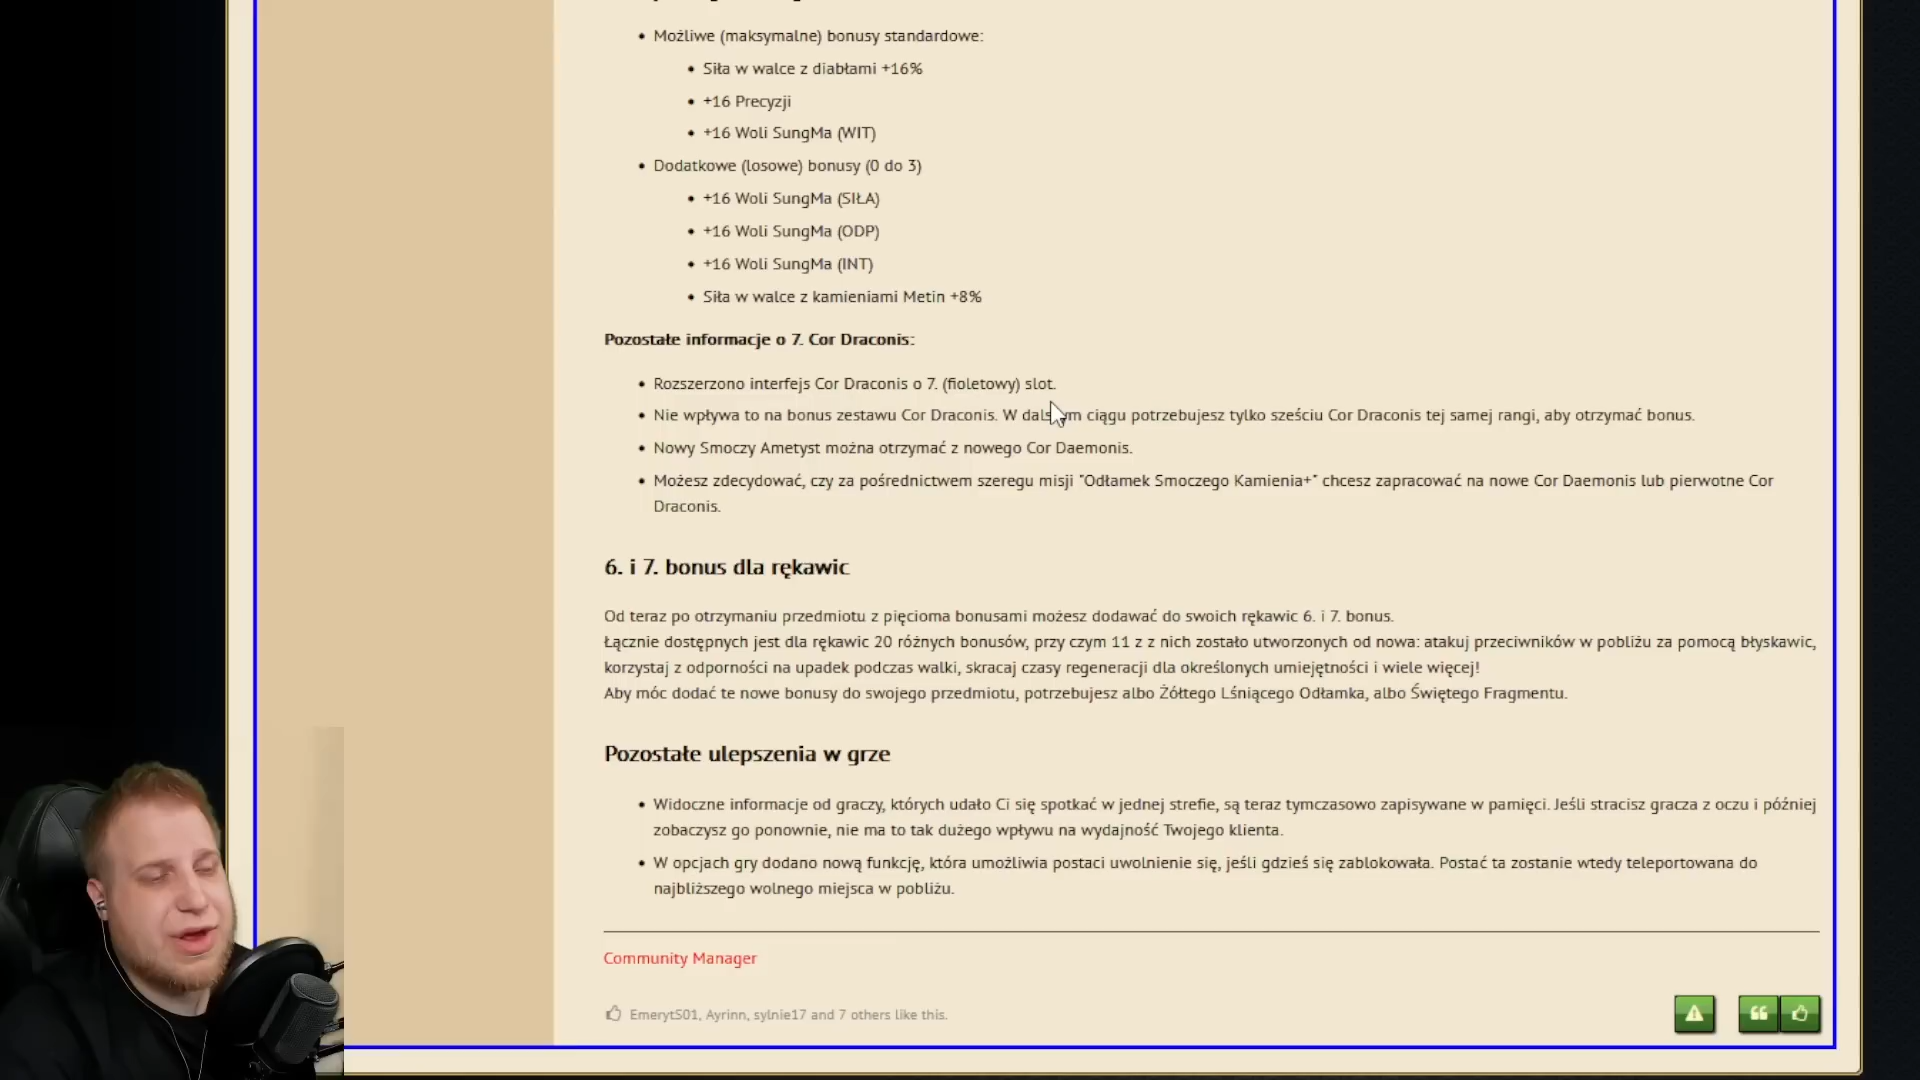 Możliwe (maksymalne) bonusy standardowe:
Siła w walce z diabłami +16%
+16 Precyzji
+16 Woli SungMa (WIT)
Dodatkowe (losowe) bonusy (0 do 3)
+16 Woli SungMa (SIŁA)
+16 Woli SungMa (ODP)
+16 Woli SungMa (INT)
Siła w walce z kamieniami Metin +8%
Pozostałe informacje o 7. Cor Draconis:
Rozszerzono interfejs Cor Draconis o 7. (fioletowy) slot.
Nie wpływa to na bonus zestawu Cor Draconis. W dalszym ciągu potrzebujesz tylko sześciu Cor Draconis tej samej rangi, aby otrzymać bonus.
Nowy Smoczy Ametyst można otrzymać z nowego Cor Daemonis.
Możesz zdecydować, czy za pośrednictwem szeregu misji "Odłamek Smoczego Kamienia+" chcesz zapracować na nowe Cor Daemonis lub pierwotne Cor
Draconis.
6. i 7. bonus dla rękawic
Od teraz po otrzymaniu przedmiotu z pięcioma bonusami możesz dodawać do swoich rękawic 6. i 7. bonus.
Łącznie dostępnych jest dla rękawic 20 różnych bonusów, przy czym 11 z z nich zostało utworzonych od nowa: atakuj przeciwników w pobliżu za pomocą błyskawic,
korzystaj z odporności na upadek podczas walki, skracaj czasy regeneracji dla określonych umiejętności i wiele więcej!
Aby móc dodać te nowe bonusy do swojego przedmiotu, potrzebujesz albo Żółtego Lśniącego Odłamka, albo Świętego Fragmentu.
Pozostałe ulepszenia w grze
Widoczne informacje od graczy, których udało Ci się spotkać w jednej strefie, są teraz tymczasowo zapisywane w pamięci. Jeśli stracisz gracza z oczu i później
zobaczysz go ponownie, nie ma to tak dużego wpływu na wydajność Twojego klienta.
W opcjach gry dodano nową funkcję, która umożliwia postaci uwolnienie się, jeśli gdzieś się zablokowała. Postać ta zostanie wtedy teleportowana do
najbliższego wolnego miejsca w pobliżu.
Community Manager
EmerytS01, Ayrinn, sylnie17 and 7 others like this.